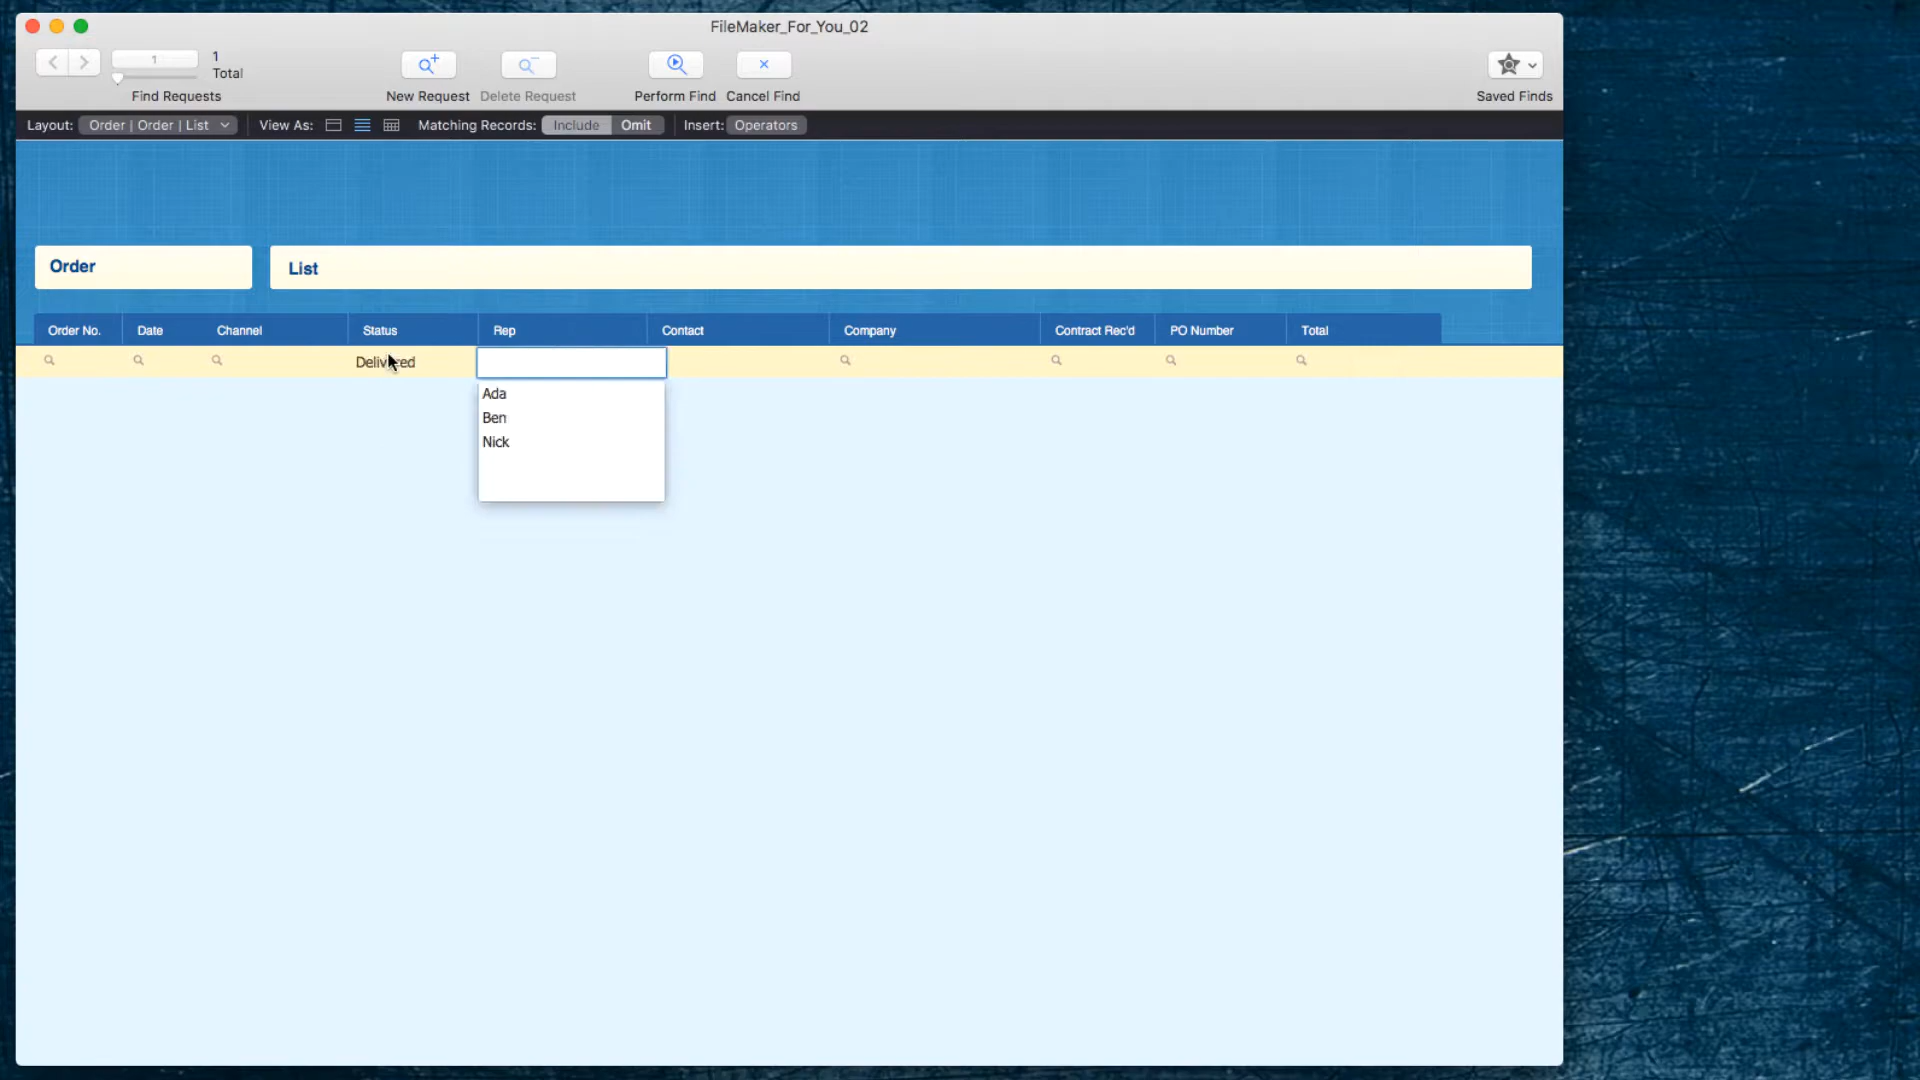 FileMaker_For_You_02
1
1
Total
Find Requests
New Request
Delete Request
Perform Find
Cancel Find
Saved Finds
Layout: Order | Order | List
View As:
Matching Records: Include Omit
Insert: Operators
Order
List
Order No. Date Channel Status Rep Contact Company Contract Rec'd PO Number Total
Delivered
Ada
Ben
Nick